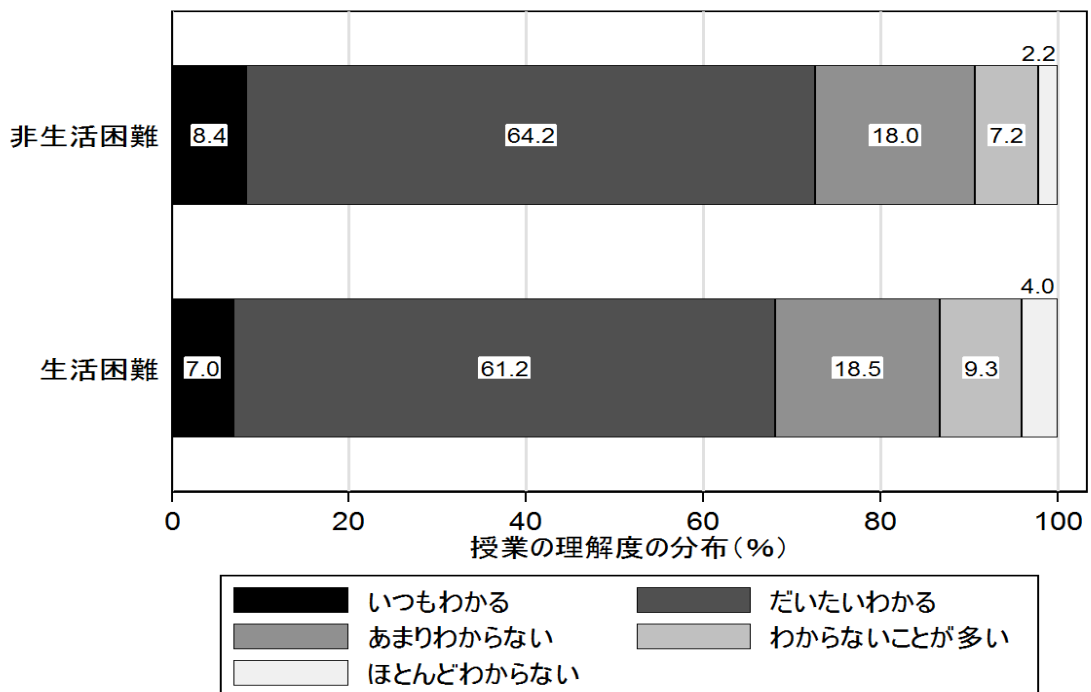 2.2
非生活困難
8.4
64.2
18.0
7.2
4.0
生活困難
7.0
61.2
18.5
9.3
0 20 40 60 80 100
授業の理解度の分布(%)
いつもわかる だいたいわかる
あまりわからない わからないことが多い
ほとんどわからない